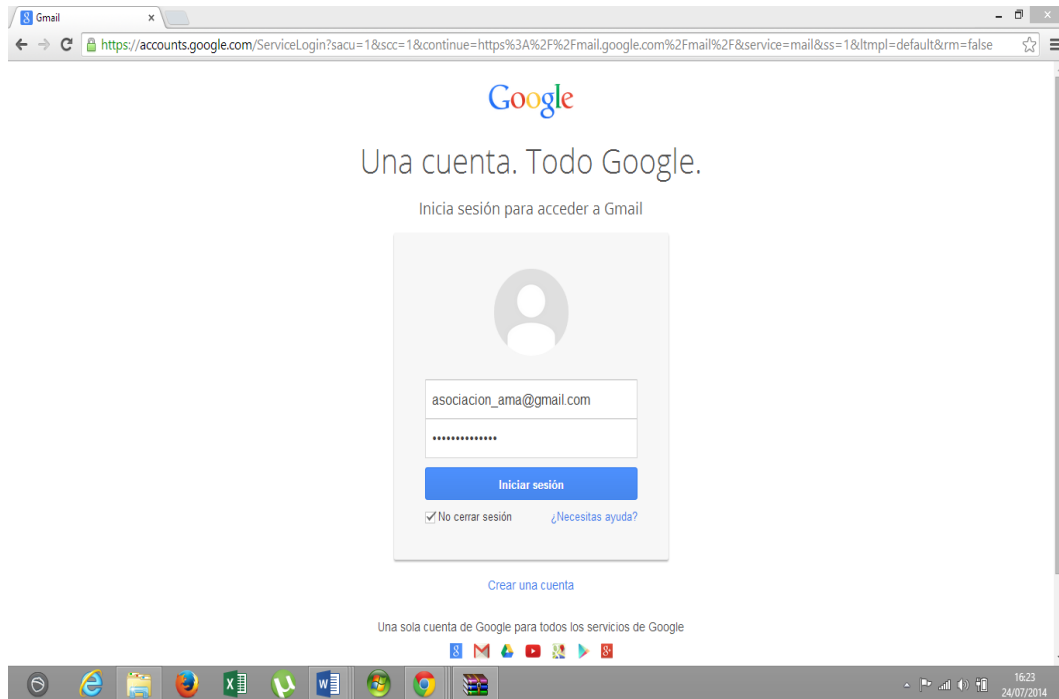 Gmail
https://accounts.google.com/ServiceLogin?sacu=1&scc=1&continue=https%3A%2F%2Fmail.google.com%2Fmail%2F&service=mail&ss=1&ltmpl=default&rm=false
Google
Una cuenta. Todo Google.
Inicia sesión para acceder a Gmail
asociacion_ama@gmail.com
••••••••••••••
Iniciar sesión
No cerrar sesión ¿Necesitas ayuda?
Crear una cuenta
Una sola cuenta de Google para todos los servicios de Google
16:23
24/07/2014